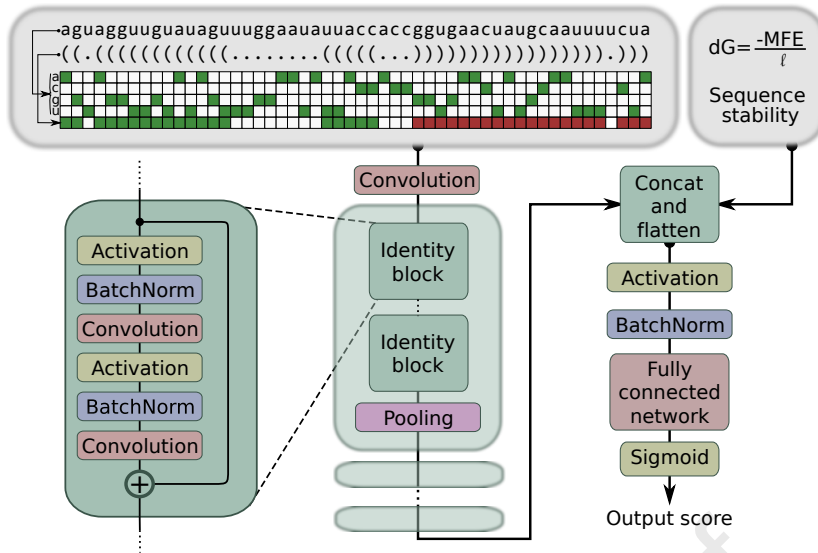 aguagguuguauaguuggaauauuaccaccggugaacuaugcaauuuucua
((.((((((((((((........(((((...)))))))))))))))).)))
a
c
g
u
dG= -MFE
ℓ
Sequence
stability
Convolution
Identity
block
Identity
block
Pooling
Activation
BatchNorm
Convolution
Activation
BatchNorm
Convolution
+
Concat
and
flatten
Activation
BatchNorm
Fully
connected
network
Sigmoid
Output score